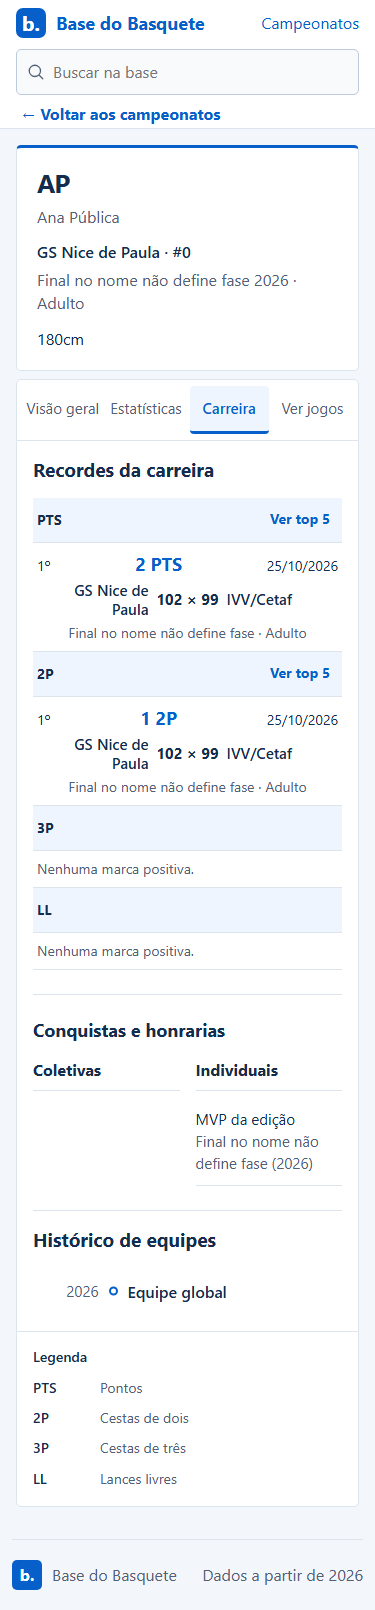 b. Base do Basquete Campeonatos
Buscar na base
← Voltar aos campeonatos
AP
Ana Pública
GS Nice de Paula · #0
Final no nome não define fase 2026 ·
Adulto
180cm
Visão geral Estatísticas Carreira Ver jogos
Recordes da carreira
PTS Ver top 5
1º 2 PTS 25/10/2026
GS Nice de
Paula 102 × 99 IVV/Cetaf
Final no nome não define fase · Adulto
2P Ver top 5
1º 1 2P 25/10/2026
GS Nice de
Paula 102 × 99 IVV/Cetaf
Final no nome não define fase · Adulto
3P
Nenhuma marca positiva.
LL
Nenhuma marca positiva.
Conquistas e honrarias
Coletivas Individuais
MVP da edição
Final no nome não
define fase (2026)
Histórico de equipes
2026 Equipe global
Legenda
PTS Pontos
2P Cestas de dois
3P Cestas de três
LL Lances livres
b. Base do Basquete Dados a partir de 2026